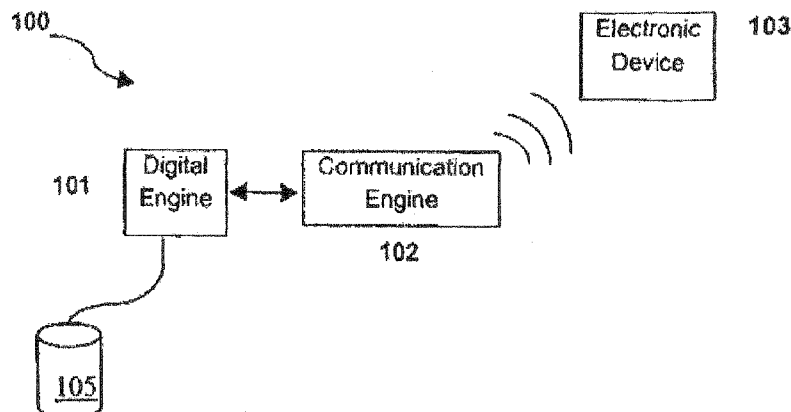 100
Electronic
Device
103
101
Digital
Engine
Communication
Engine
102
105